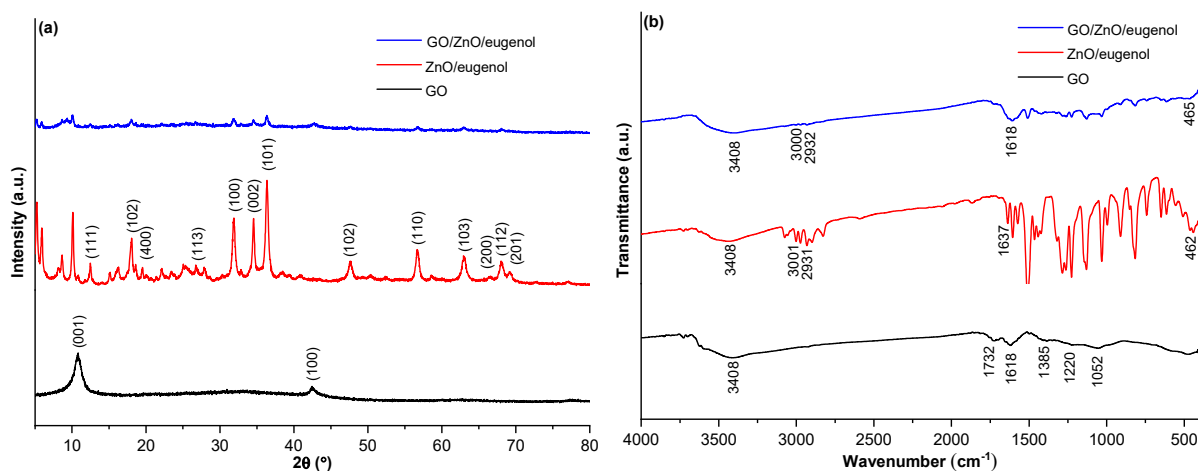 (a)
GO/ZnO/eugenol
ZnO/eugenol
GO
Intensity (a.u.)
(111)
(102)
(400)
(113)
(100)
(002)
(101)
(102)
(110)
(103)
(200)
(112)
(201)
(001)
(100)
10 20 30 40 50 60 70 80
2θ (°)
(b)
GO/ZnO/eugenol
ZnO/eugenol
GO
Transmittance (a.u.)
3408
3000
2932
1618
465
3408
3001
2931
1637
462
3408
1732
1618
1385
1220
1052
4000 3500 3000 2500 2000 1500 1000 500
Wavenumber (cm⁻¹)